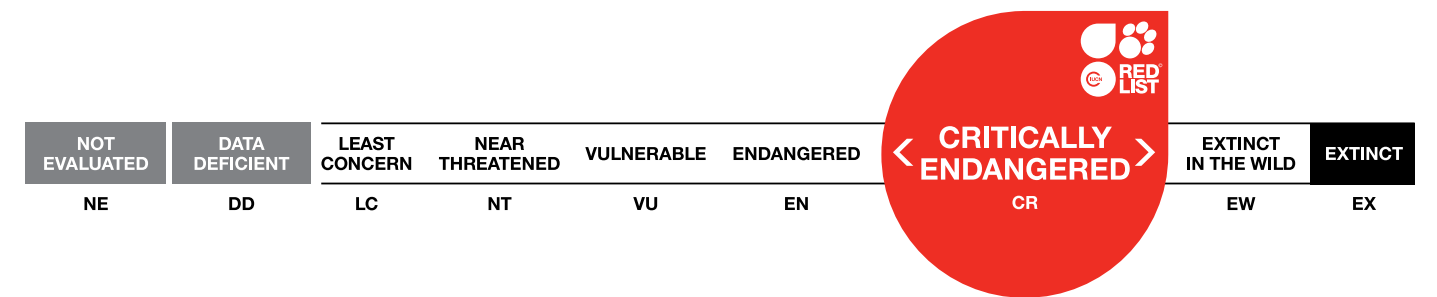 NOT
EVALUATED
DATA
DEFICIENT
LEAST
CONCERN
NEAR
THREATENED
VULNERABLE
ENDANGERED
IUCN
RED
LIST
©
< CRITICALLY
ENDANGERED >
EXTINCT
IN THE WILD
EXTINCT
NE
DD
LC
NT
VU
EN
CR
EW
EX